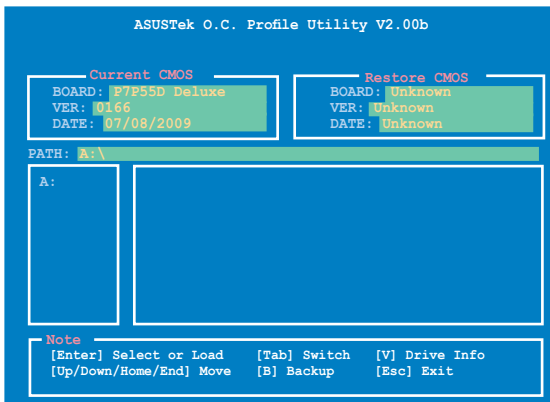 ASUSTek O.C. Profile Utility V2.00b
Current CMOS
BOARD: P7P55D Deluxe
VER: 0166
DATE: 07/08/2009
Restore CMOS
BOARD: Unknown
VER: Unknown
DATE: Unknown
PATH: A:\
A:
Note
[Enter] Select or Load [Tab] Switch [V] Drive Info
[Up/Down/Home/End] Move [B] Backup [Esc] Exit